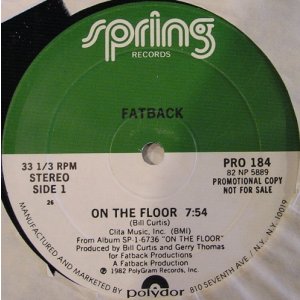 spring
RECORDS
FATBACK
33 1/3 RPM
STEREO
SIDE 1
26
PRO 184
82 NP 5889
PROMOTIONAL COPY
NOT FOR SALE
ON THE FLOOR 7:54
(Bill Curtis)
Clita Music, Inc. (BMI)
From Album SP-1-6736 "ON THE FLOOR"
Produced by Bill Curtis and Gerry Thomas
for Fatback Productions
A Fatback Production
℗ 1982 PolyGram Records, Inc.
MANUFACTURED AND MARKETED BY polydor 810 SEVENTH AVE / N.Y. N.Y. 10019